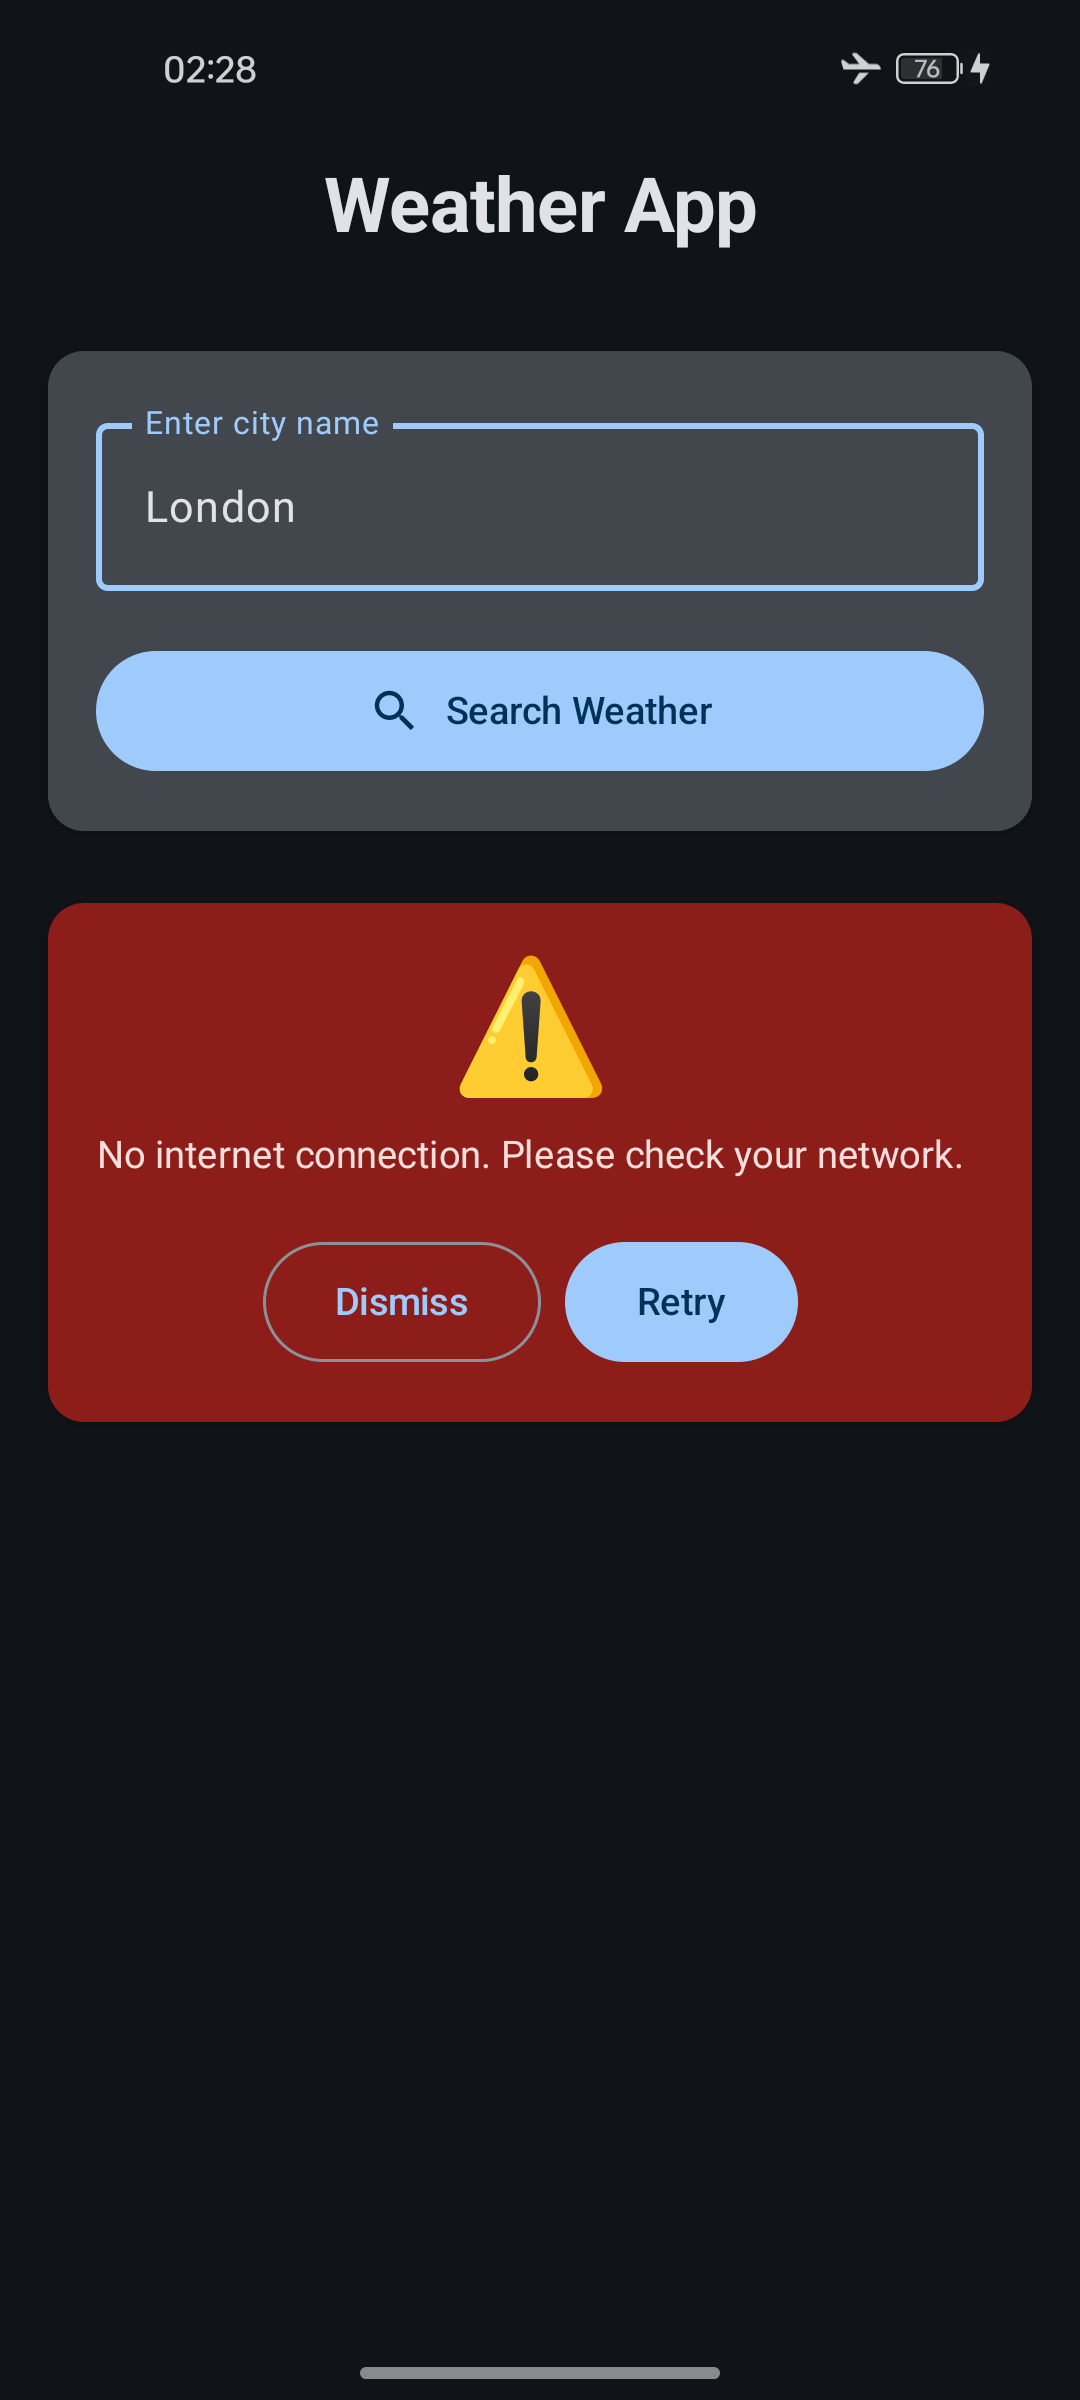 02:28
76
Weather App
Enter city name
London
Search Weather
No internet connection. Please check your network.
Dismiss
Retry